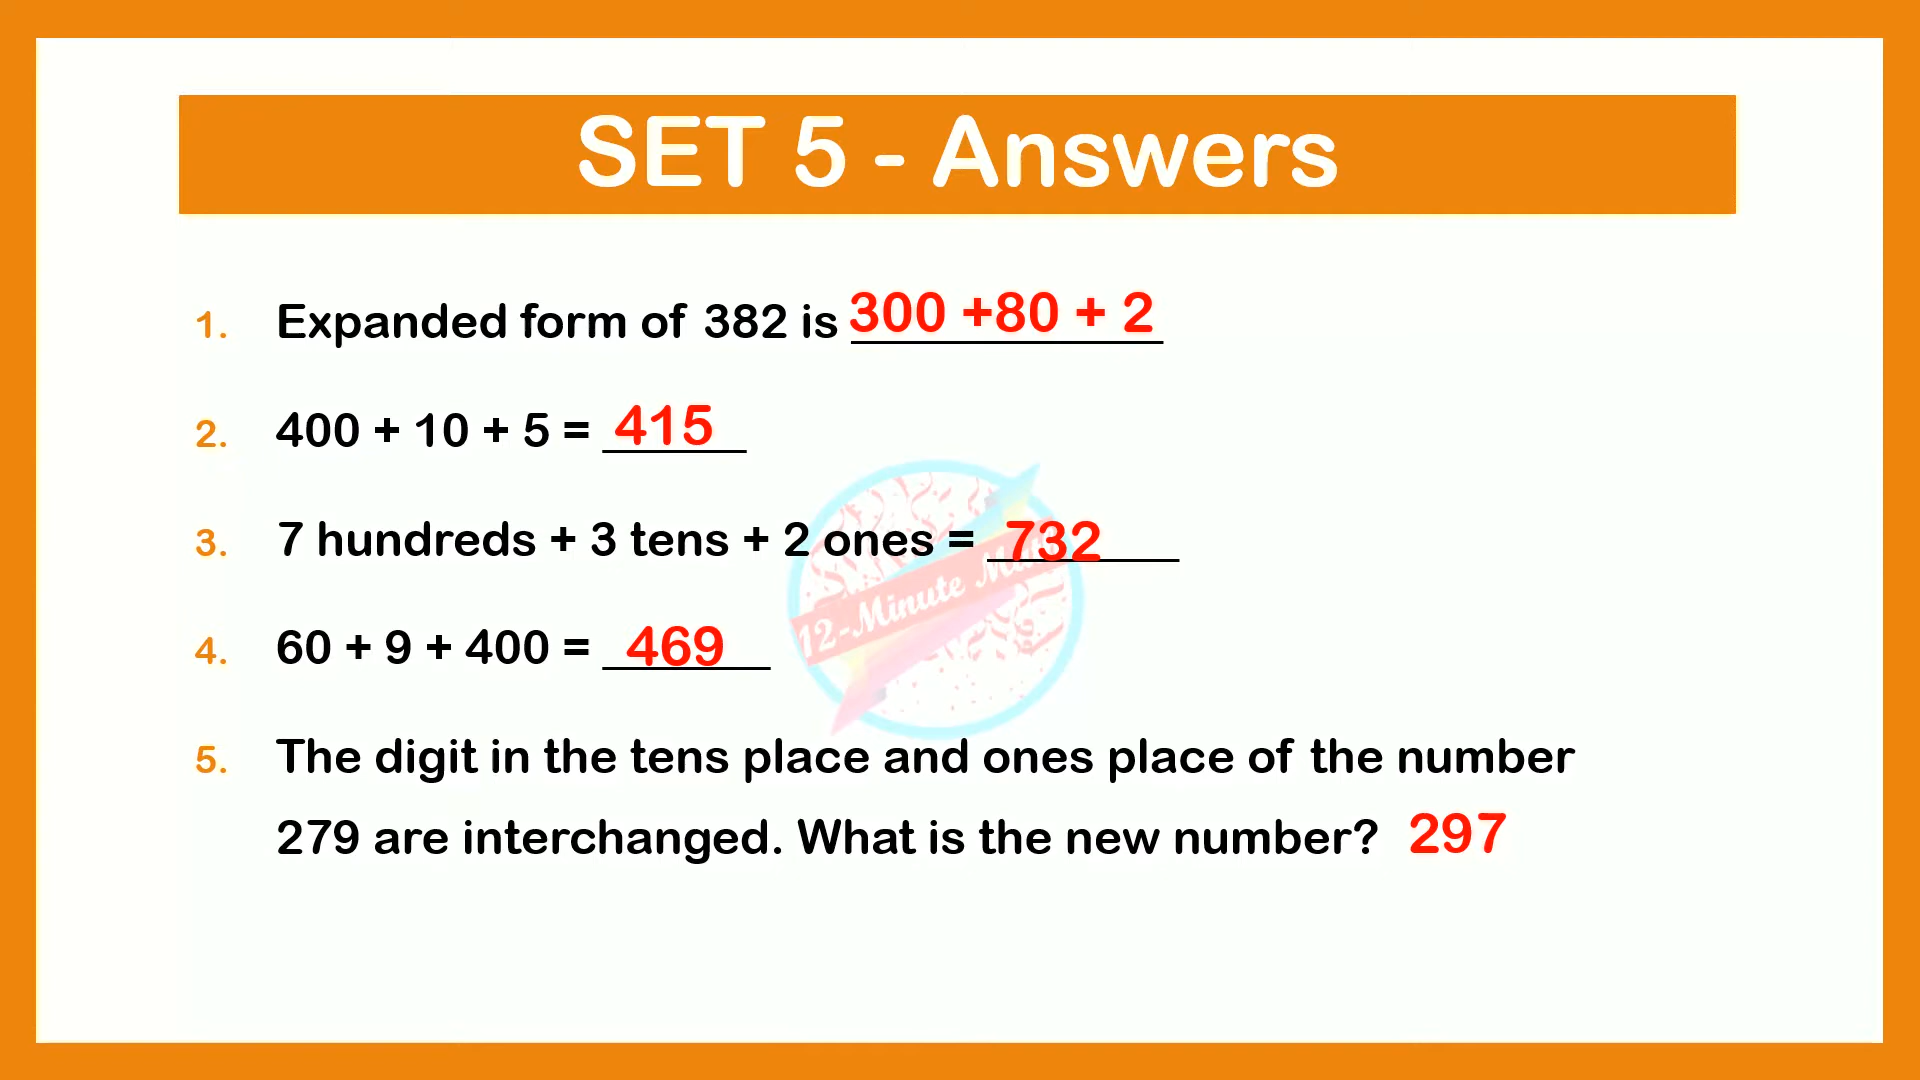 SET 5 - Answers
1. Expanded form of 382 is 300 +80 + 2
2. 400 + 10 + 5 = 415
3. 7 hundreds + 3 tens + 2 ones = 732
4. 60 + 9 + 400 = 469
12-Minute Math
5. The digit in the tens place and ones place of the number
279 are interchanged. What is the new number? 297